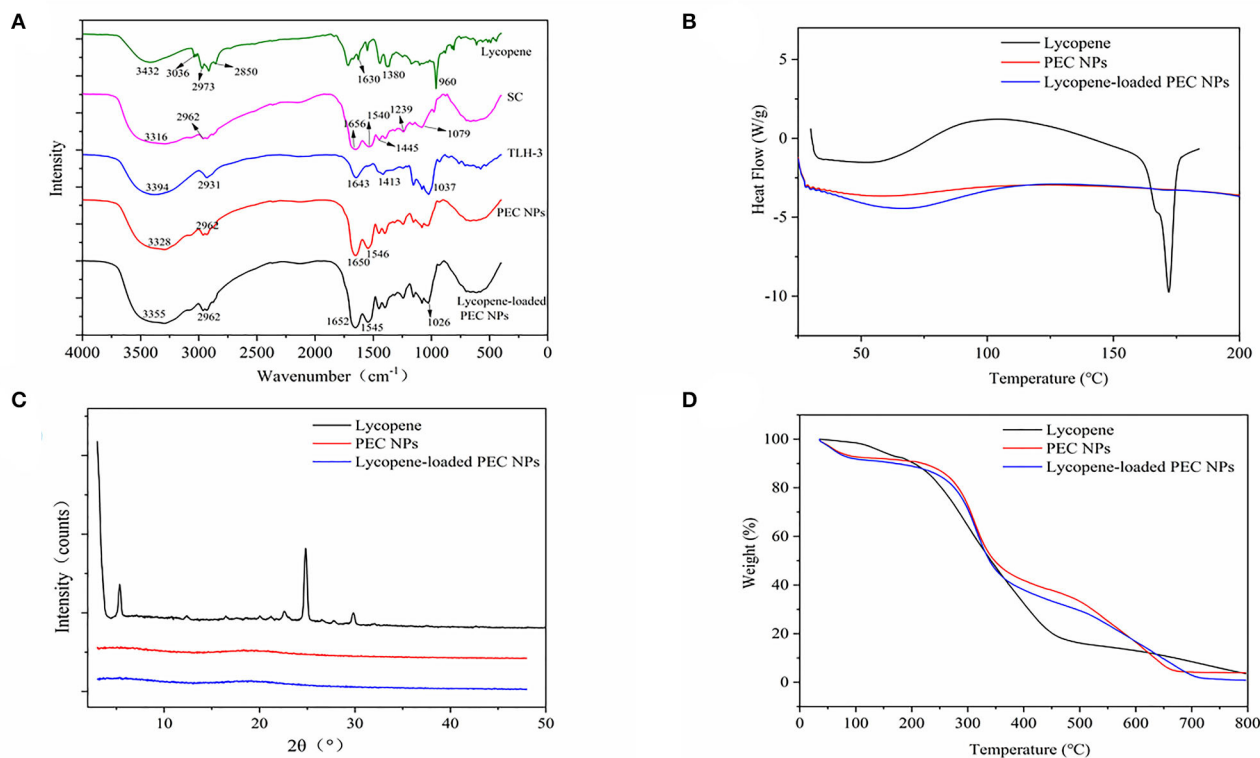 A
Lycopene
3432
3036
2973
2850
1630
1380
960
SC
3316
2962
1656
1540
1445
1239
1079
TLH-3
3394
2931
1643
1413
1037
PEC NPs
3328
2962
1650
1546
Lycopene-loaded
PEC NPs
3355
2962
1652
1545
1026
Intensity
4000 3500 3000 2500 2000 1500 1000 500 0
Wavenumber（cm-1）
B
Lycopene
PEC NPs
Lycopene-loaded PEC NPs
5
0
-5
-10
Heat Flow (W/g)
50 100 150 200
Temperature (°C)
C
Lycopene
PEC NPs
Lycopene-loaded PEC NPs
Intensity（counts）
10 20 30 40 50
2θ（°）
D
Lycopene
PEC NPs
Lycopene-loaded PEC NPs
100
80
60
40
20
0
Weight (%)
0 100 200 300 400 500 600 700 800
Temperature (°C)